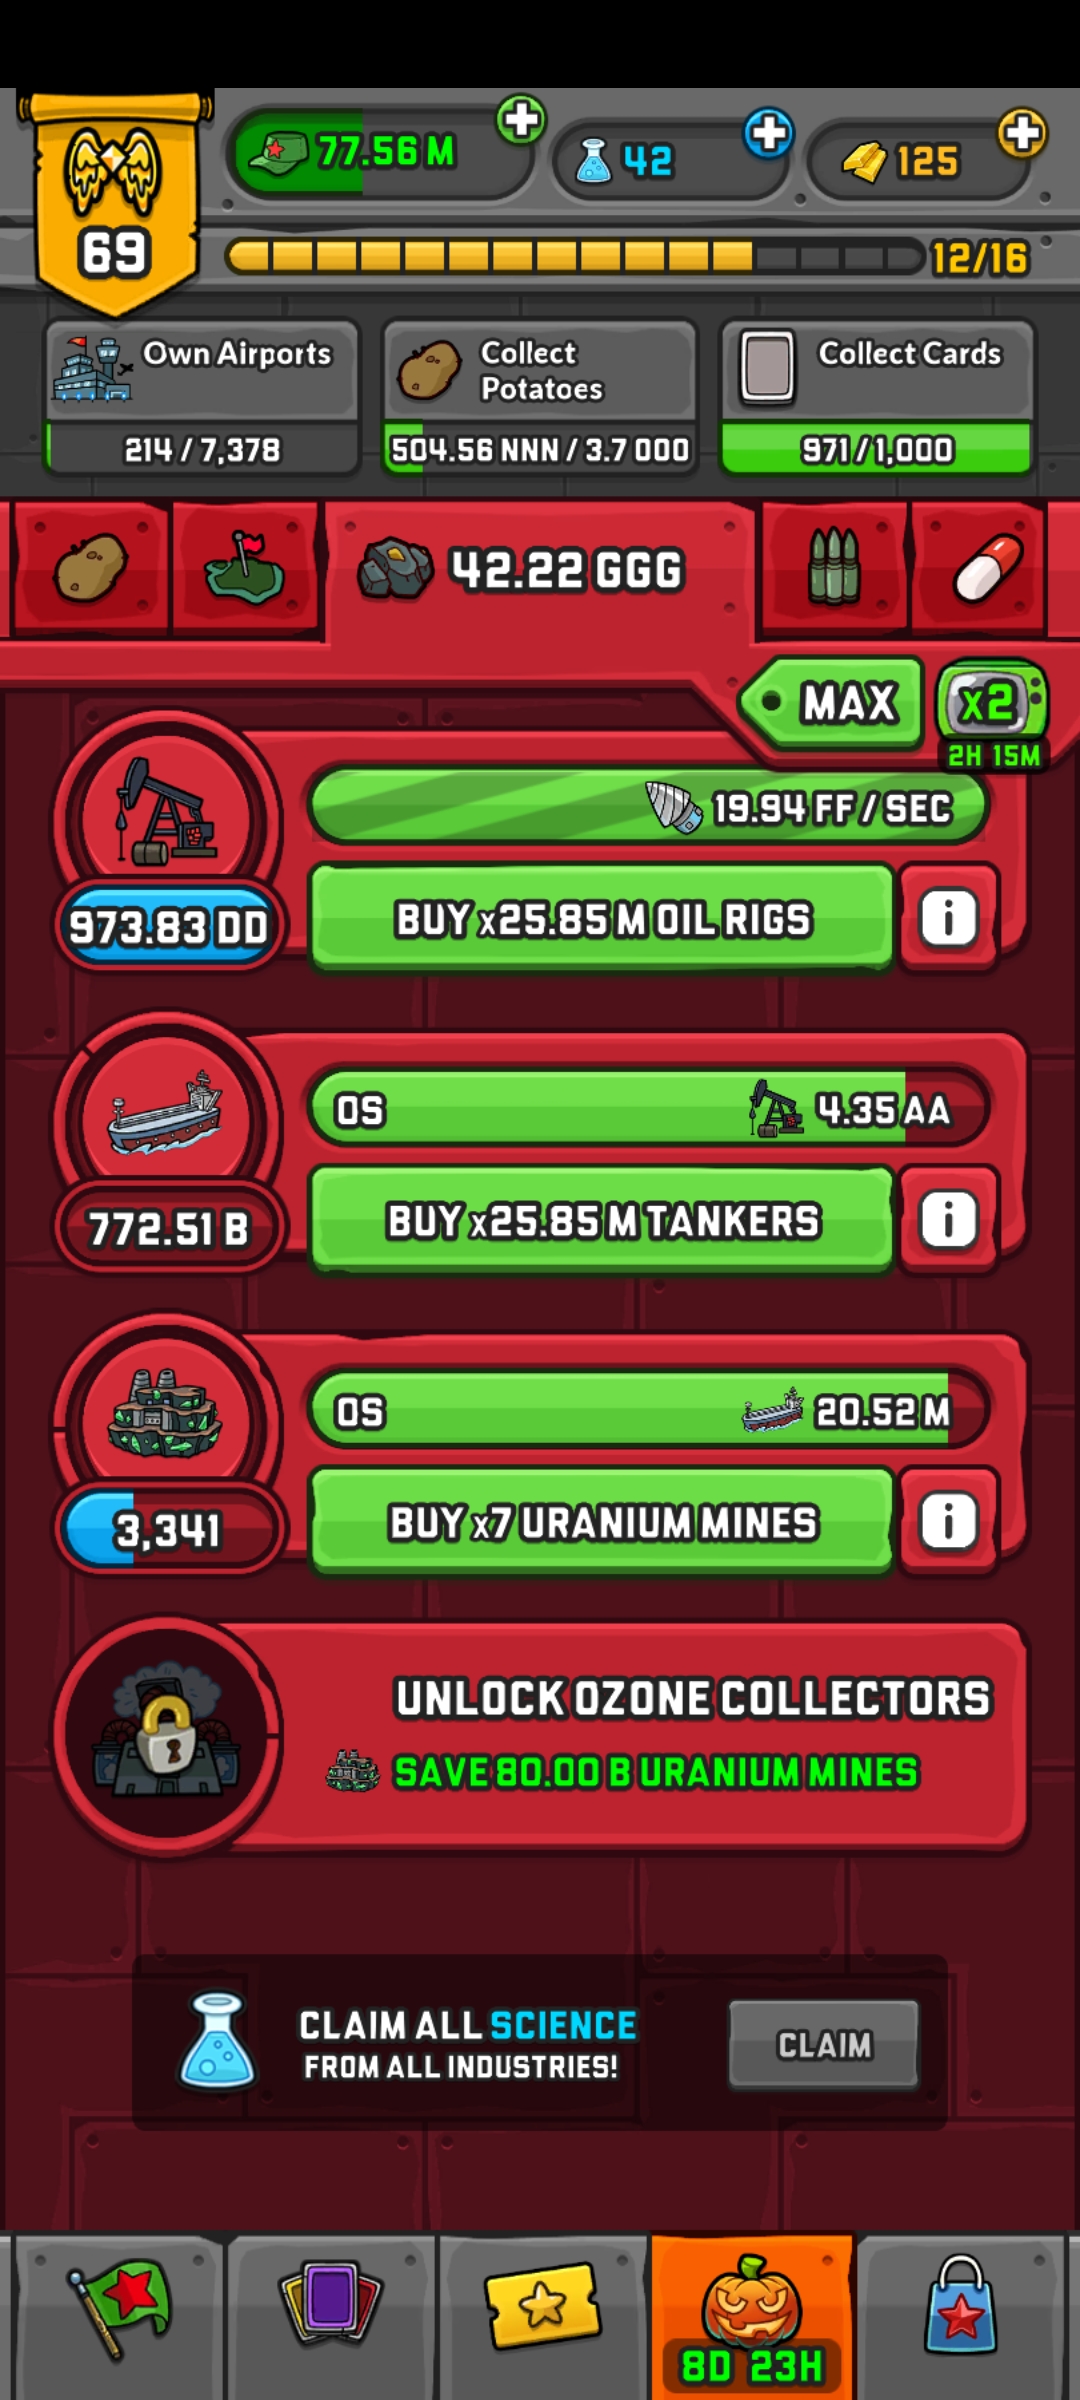 77.56 M
42
125
69
12/16
Own Airports
214 / 7,378
Collect
Potatoes
504.56 NNN / 3.7 OOO
Collect Cards
971 / 1,000
42.22 GGG
MAX
x2
2H 15M
19.94 FF / SEC
973.83 DD
BUY x25.85 M OIL RIGS
i
0S
4.35 AA
772.51 B
BUY x25.85 M TANKERS
i
0S
20.52 M
3,341
BUY x7 URANIUM MINES
i
UNLOCK OZONE COLLECTORS
SAVE 80.00 B URANIUM MINES
CLAIM ALL SCIENCE
FROM ALL INDUSTRIES!
CLAIM
8D 23H